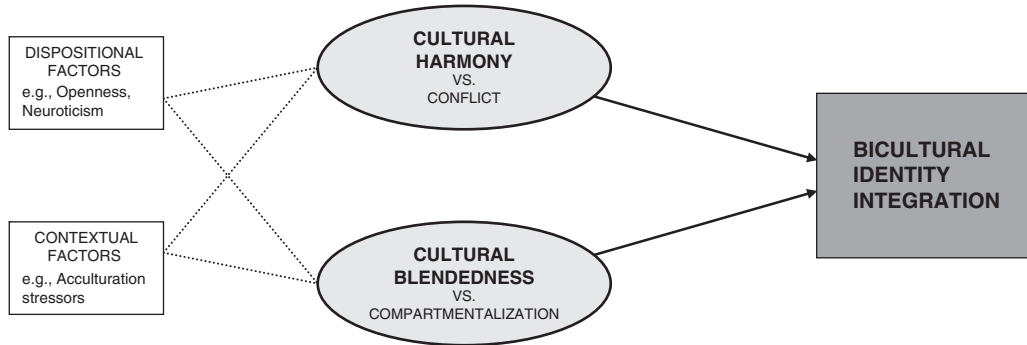 DISPOSITIONAL
FACTORS
e.g., Openness,
Neuroticism
CONTEXTUAL
FACTORS
e.g., Acculturation
stressors
CULTURAL
HARMONY
VS.
CONFLICT
CULTURAL
BLENDEDNESS
VS.
COMPARTMENTALIZATION
BICULTURAL
IDENTITY
INTEGRATION